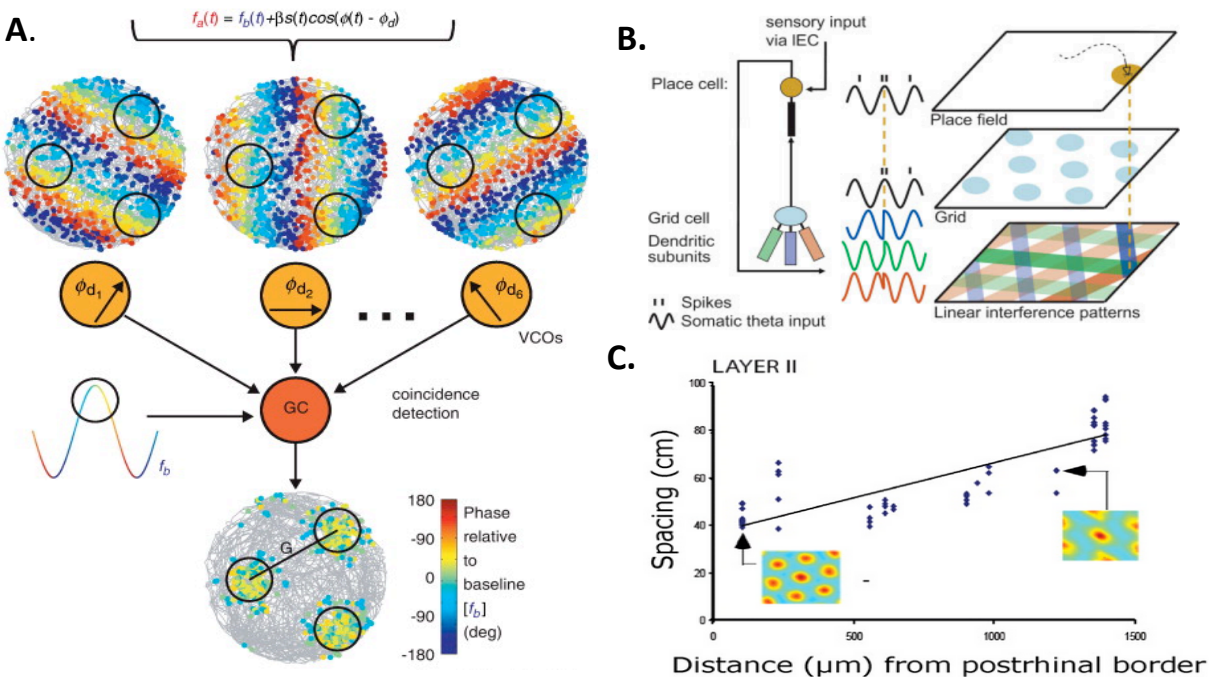 A.
f_a(t) = f_b(t)+βs(t)cos(ϕ(t) - ϕ_d)
ϕ_d1
ϕ_d2
ϕ_d6
VCOs
GC
coincidence
detection
f_b
G
180
-90
0
-90
-180
Phase
relative
to
baseline
[f_b]
(deg)
B.
sensory input
via IEC
Place cell:
Grid cell
Dendritic
subunits
Spikes
Somatic theta input
Place field
Grid
Linear interference patterns
C.
LAYER II
Spacing (cm)
100
80
60
40
20
0
0
500
1000
1500
Distance (µm) from postrhinal border